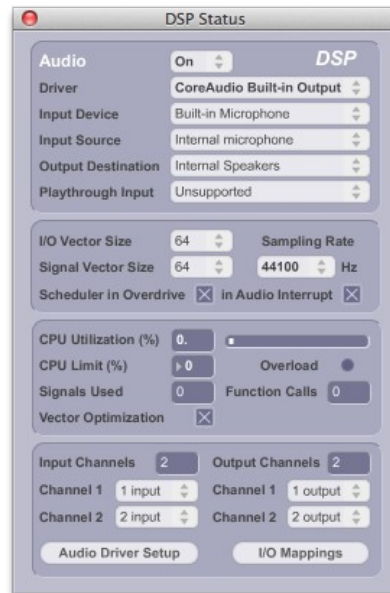 DSP Status
Audio On DSP
Driver CoreAudio Built-in Output
Input Device Built-in Microphone
Input Source Internal microphone
Output Destination Internal Speakers
Playthrough Input Unsupported
I/O Vector Size 64 Sampling Rate
Signal Vector Size 64 44100 Hz
Scheduler in Overdrive in Audio Interrupt
CPU Utilization (%) 0.
CPU Limit (%) 0 Overload
Signals Used 0 Function Calls 0
Vector Optimization
Input Channels 2 Output Channels 2
Channel 1 1 input Channel 1 1 output
Channel 2 2 input Channel 2 2 output
Audio Driver Setup I/O Mappings